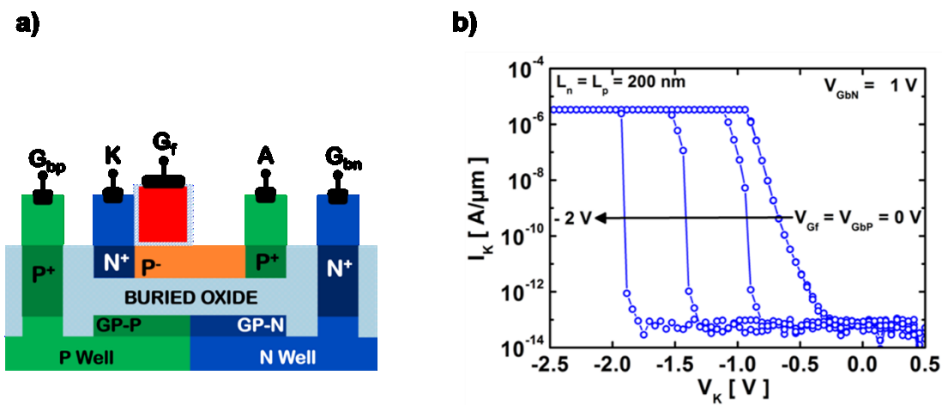 a)
G_bp
K
G_f
A
G_bn
P⁺
N⁺
P⁻
P⁺
N⁺
BURIED OXIDE
GP-P
GP-N
P Well
N Well
b)
I_K [ A/µm ]
10⁻⁴
10⁻⁶
10⁻⁸
10⁻¹⁰
10⁻¹²
10⁻¹⁴
L_n = L_p = 200 nm
V_GbN = 1 V
- 2 V
V_Gf = V_GbP = 0 V
-2.5 -2.0 -1.5 -1.0 -0.5 0.0 0.5
V_K [ V ]